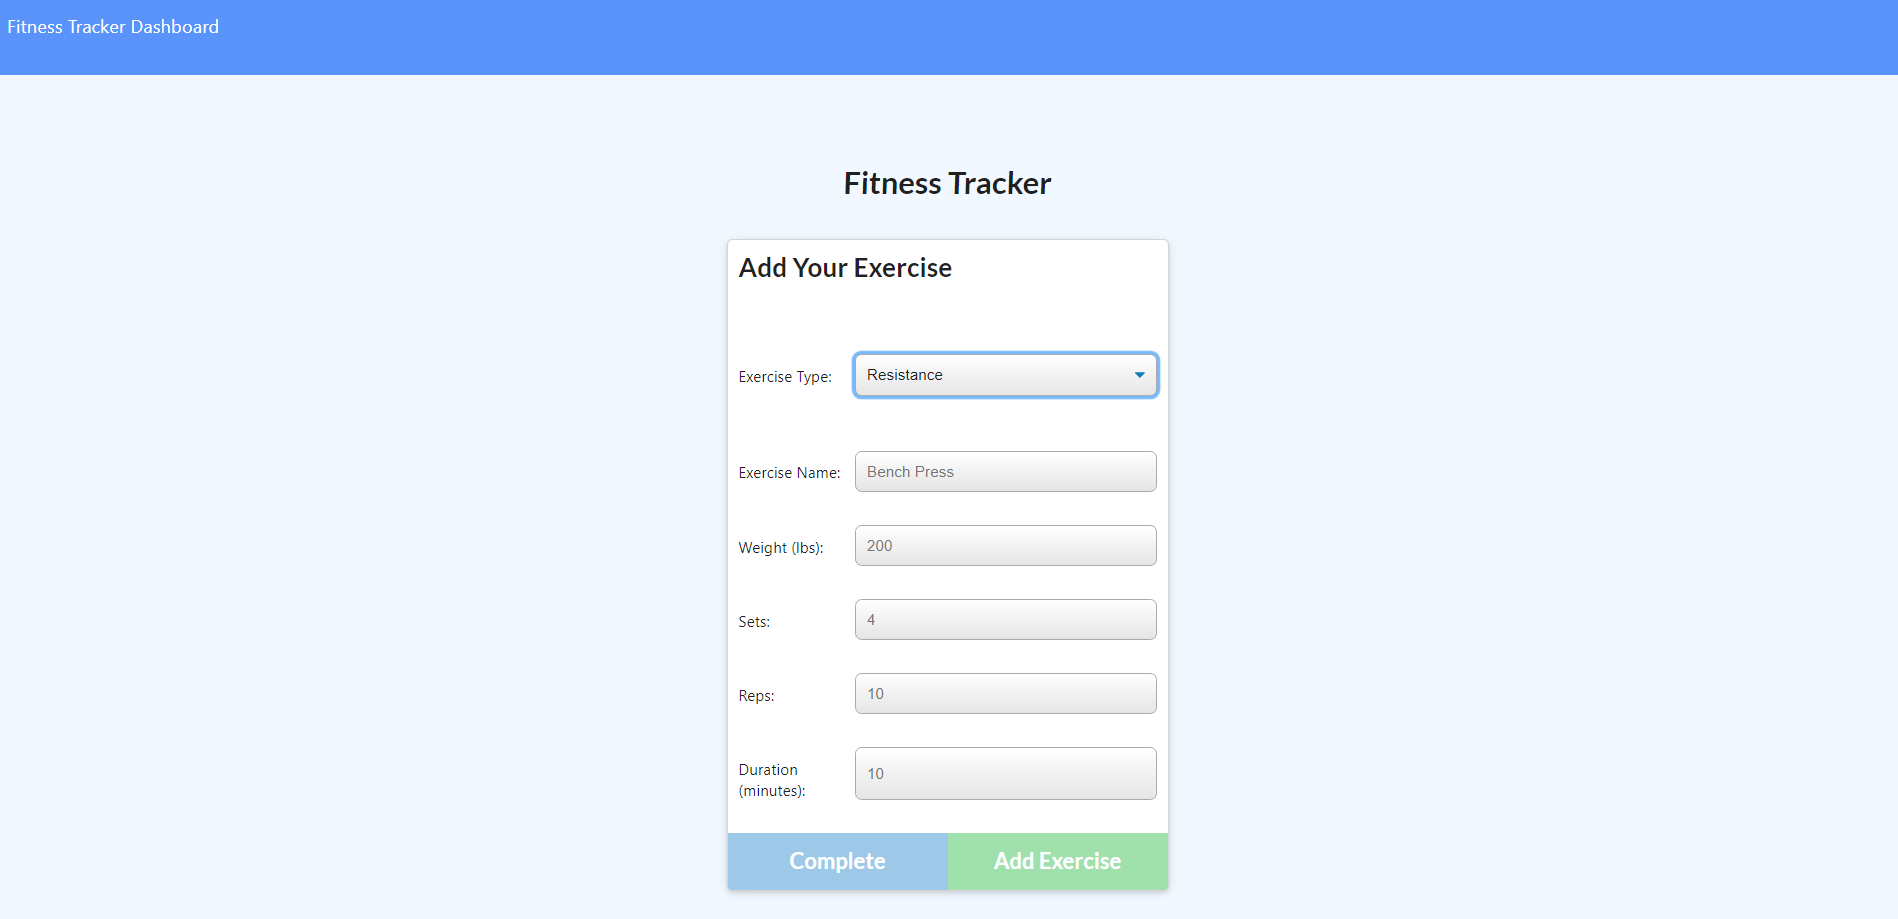 Fitness Tracker Dashboard
Fitness Tracker
Add Your Exercise
Exercise Type: Resistance
Exercise Name: Bench Press
Weight (lbs): 200
Sets: 4
Reps: 10
Duration
(minutes): 10
Complete Add Exercise